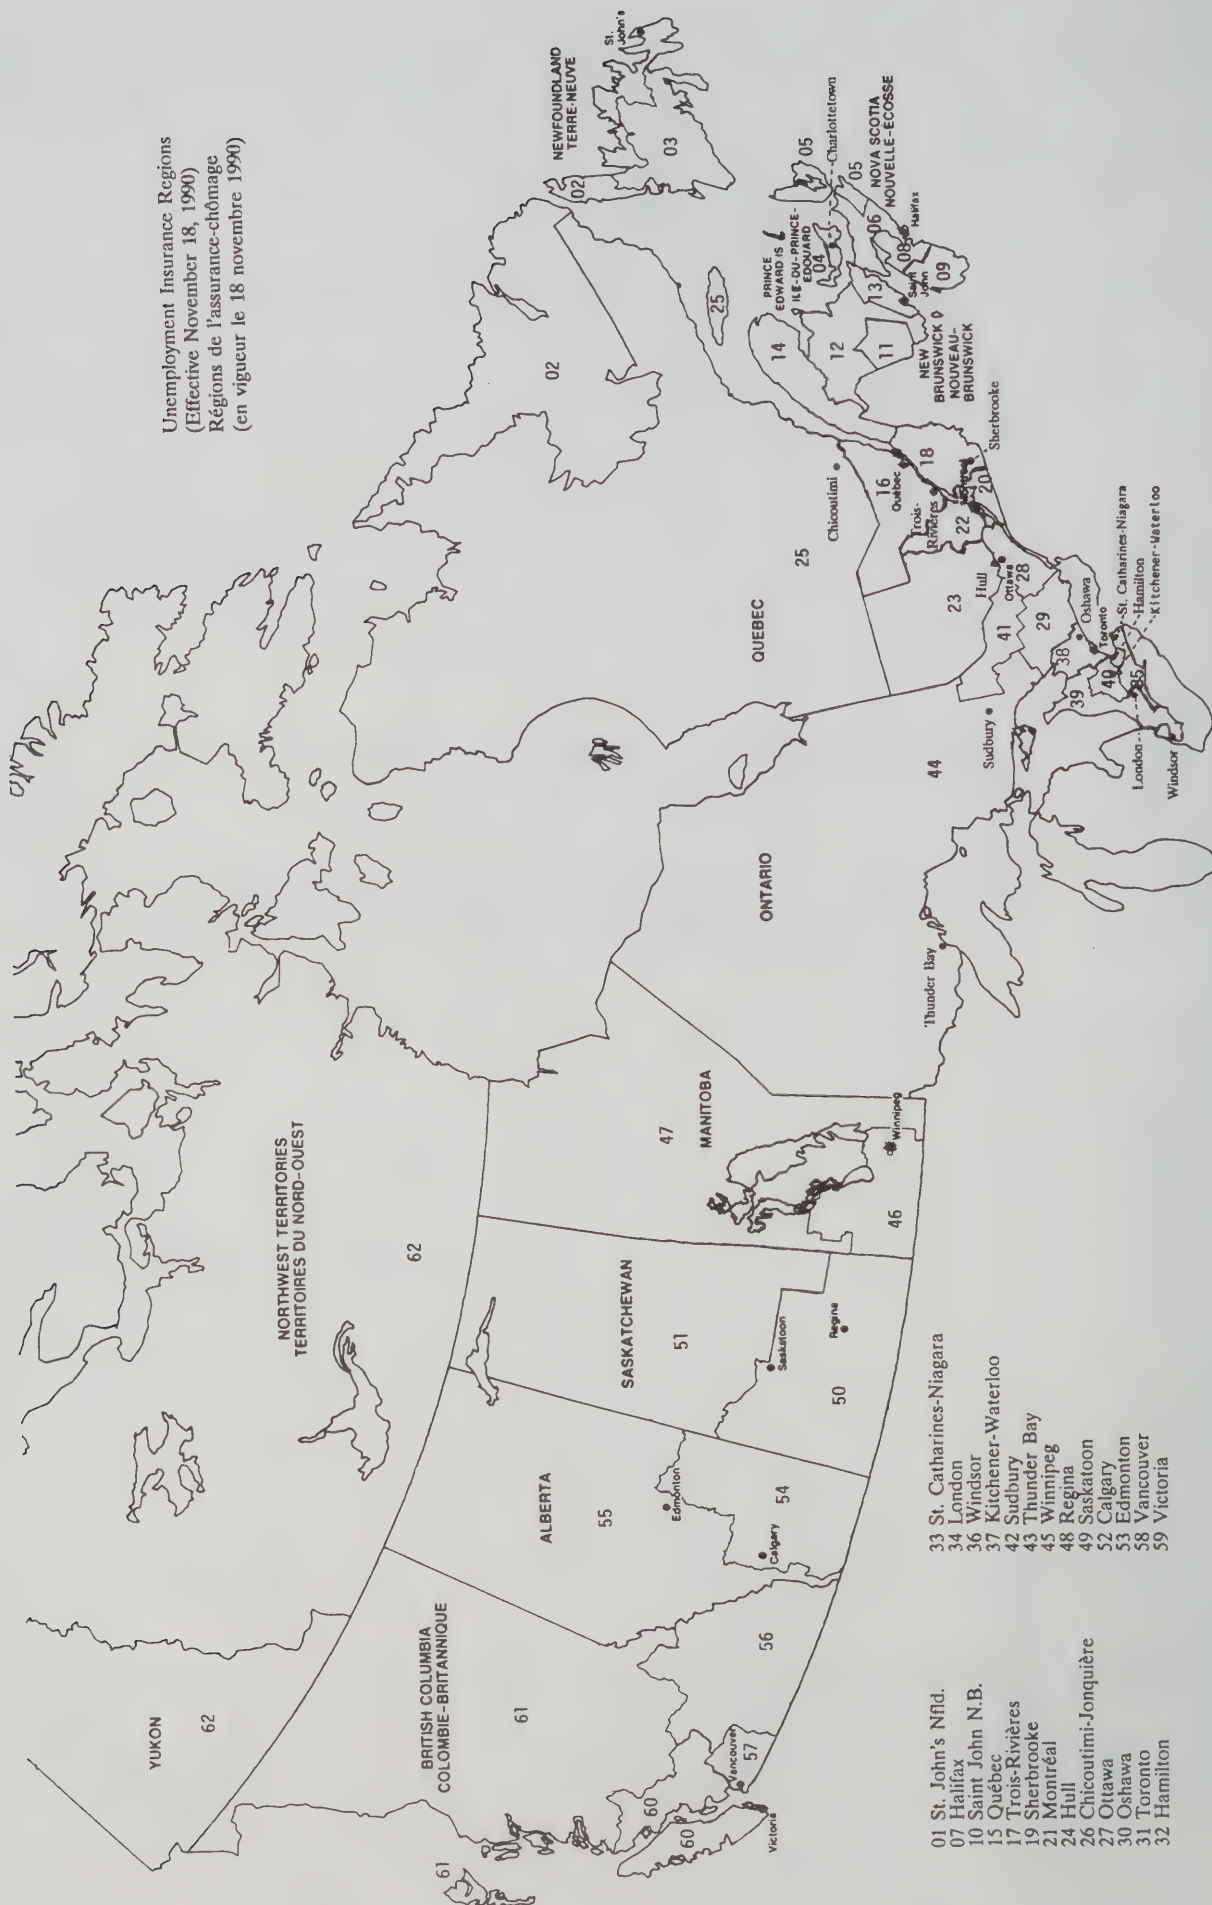 Unemployment Insurance Regions
(Effective November 18, 1990)
Régions de l'assurance-chômage
(en vigueur le 18 novembre 1990)
YUKON
62
NORTHWEST TERRITORIES
TERRITOIRES DU NORD-OUEST
62
BRITISH COLUMBIA
COLOMBIE-BRITANNIQUE
61
61
60
60
57
56
Vancouver
Victoria
ALBERTA
55
Edmonton
54
Calgary
SASKATCHEWAN
51
Saskatoon
50
Regina
MANITOBA
47
46
Winnipeg
ONTARIO
44
Thunder Bay
Sudbury
41
Ottawa
28
29
Oshawa
38
Toronto
39
40
35
St. Catharines-Niagara
Hamilton
Kitchener-Waterloo
London
Windsor
QUEBEC
25
Chicoutimi
23
Hull
16
Québec
Trois-
Rivières
22
18
20
Sherbrooke
14
25
NEWFOUNDLAND
TERRE-NEUVE
02
02
03
St.
John's
PRINCE
EDWARD IS
ILE-DU-PRINCE-
EDOUARD
04
Charlottetown
NOVA SCOTIA
NOUVELLE-ÉCOSSE
05
05
06
Halifax
08
09
NEW
BRUNSWICK
NOUVEAU-
BRUNSWICK
11
12
13
Saint
John
01 St. John's Nfld.
07 Halifax
10 Saint John N.B.
15 Québec
17 Trois-Rivières
19 Sherbrooke
21 Montréal
24 Hull
26 Chicoutimi-Jonquière
27 Ottawa
30 Oshawa
31 Toronto
32 Hamilton
33 St. Catharines-Niagara
34 London
36 Windsor
37 Kitchener-Waterloo
42 Sudbury
43 Thunder Bay
45 Winnipeg
48 Regina
49 Saskatoon
52 Calgary
53 Edmonton
58 Vancouver
59 Victoria